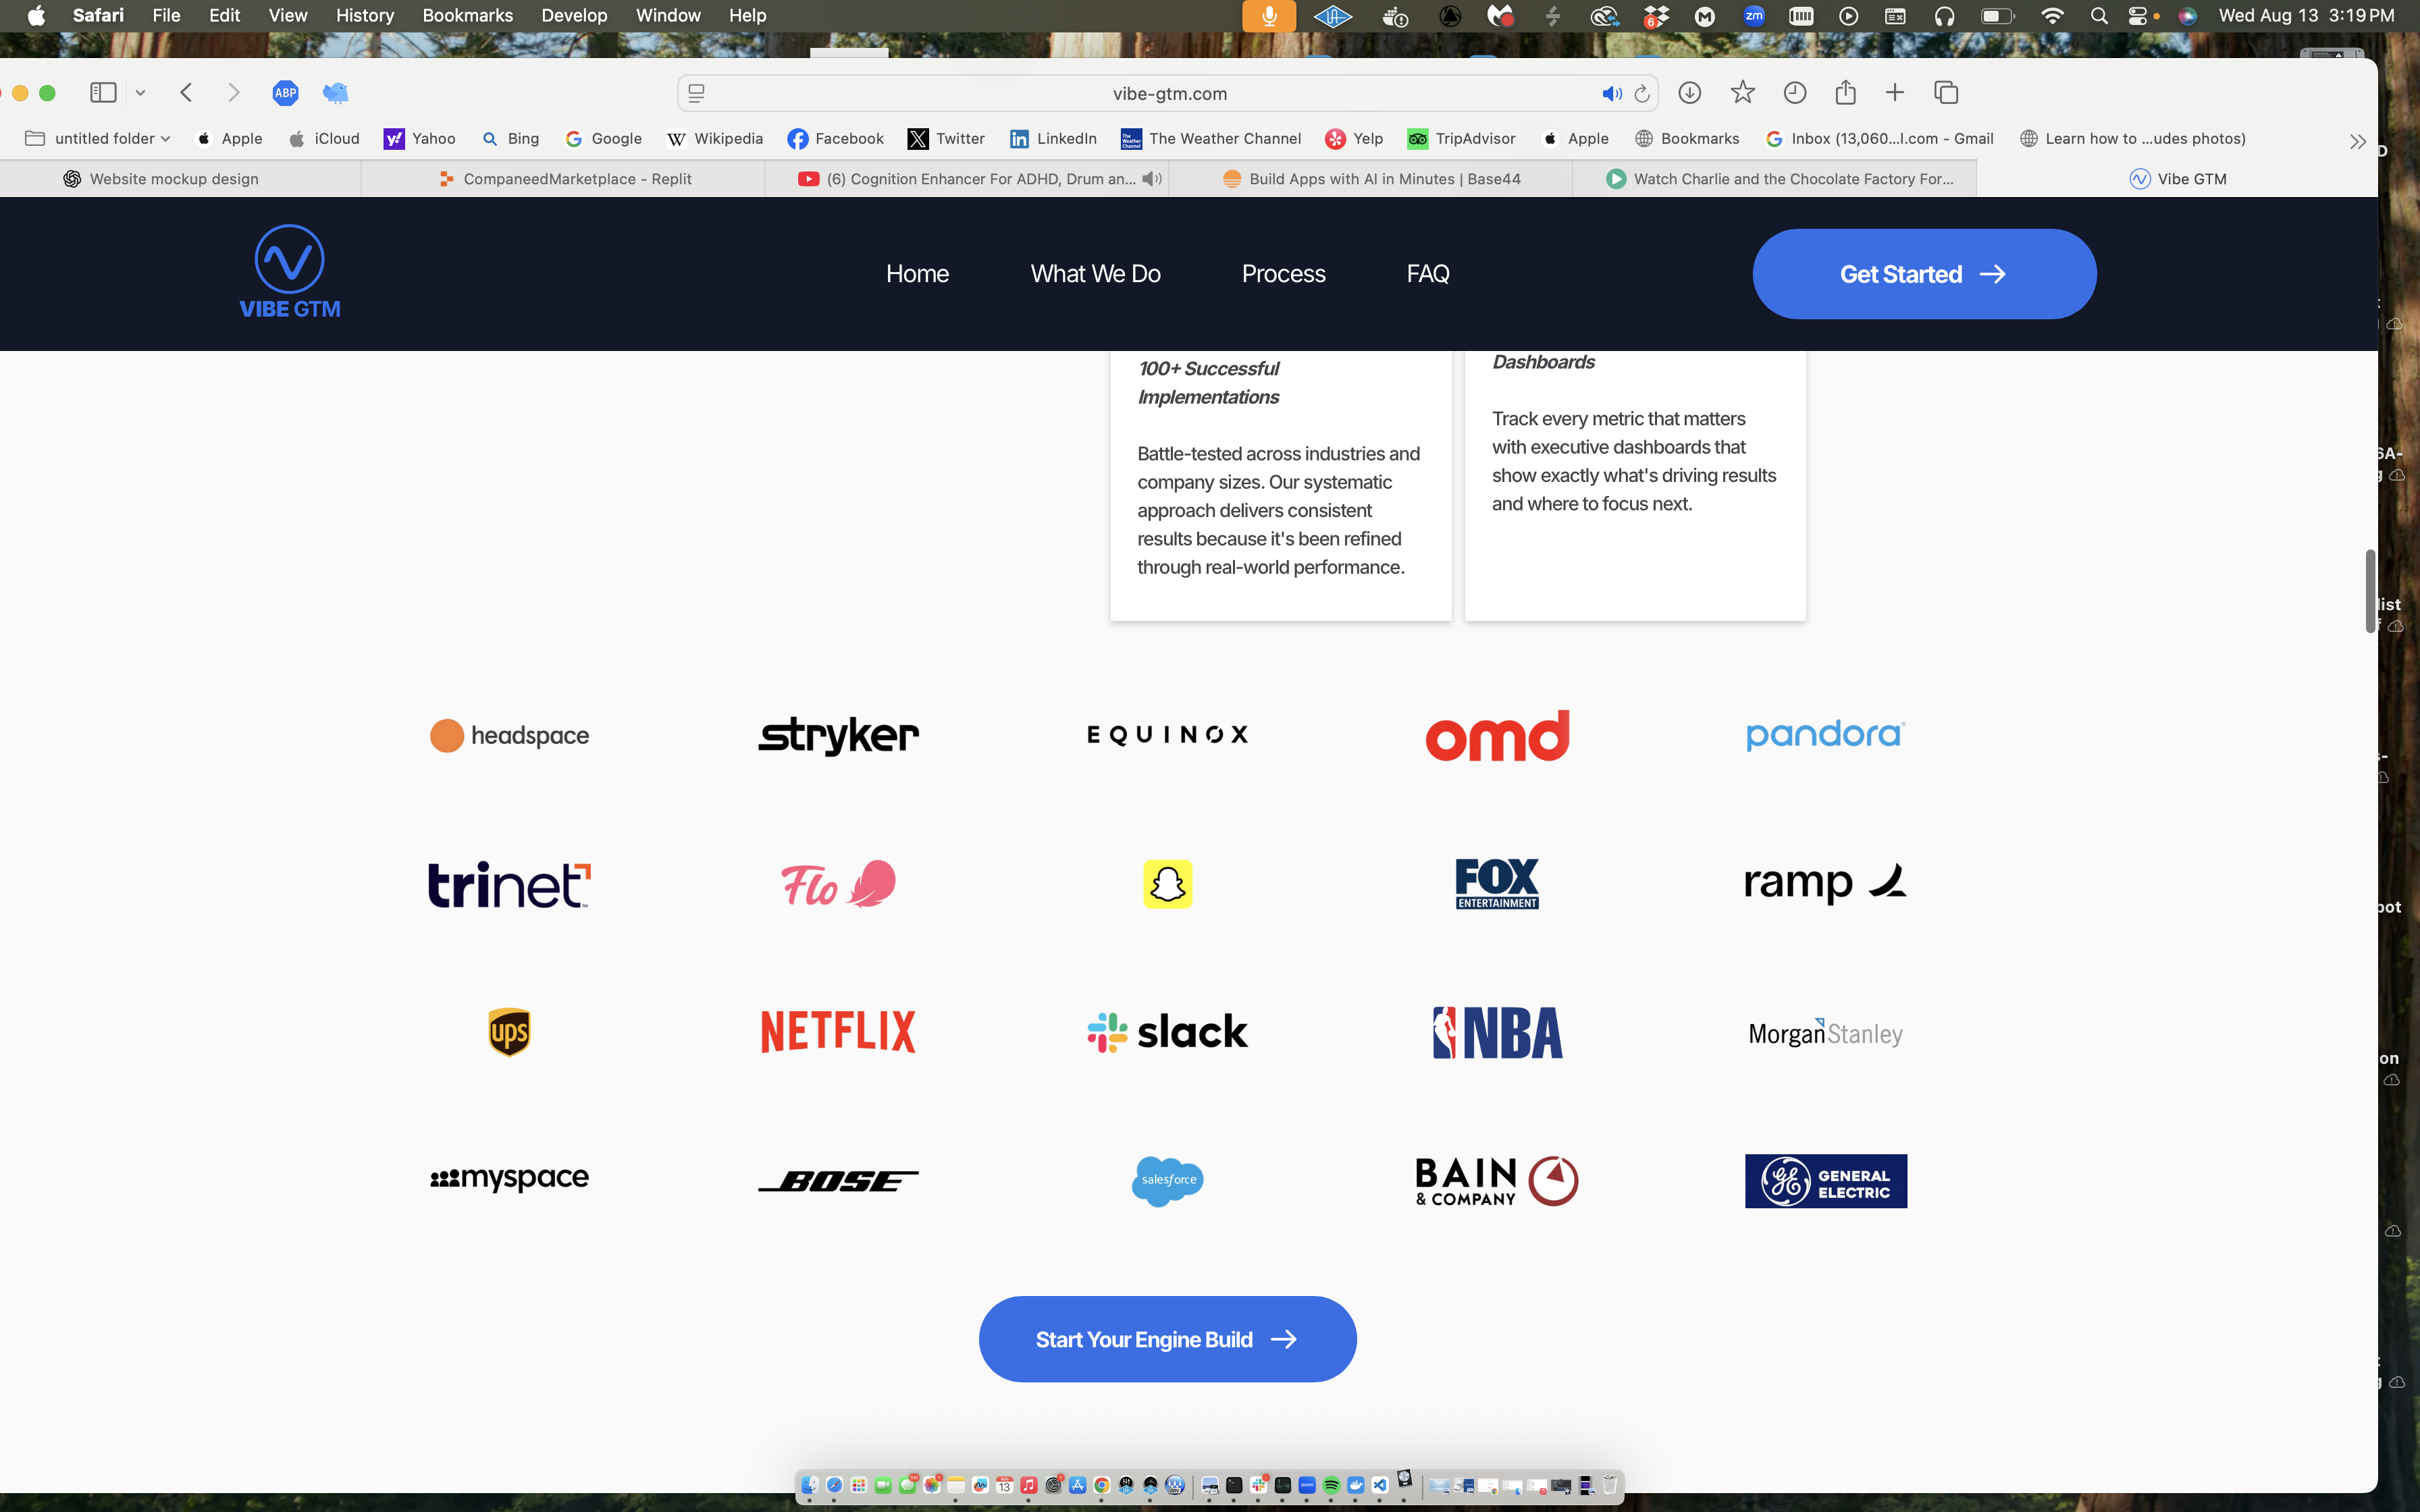 Safari File Edit View History Bookmarks Develop Window Help
6
zm
Wed Aug 13 3:19 PM
ABP
vibe-gtm.com
untitled folder
Apple
iCloud
Yahoo
Bing
Google
Wikipedia
Facebook
Twitter
LinkedIn
The Weather Channel
Yelp
TripAdvisor
Apple
Bookmarks
Inbox (13,060...l.com - Gmail
Learn how to ...udes photos)
Website mockup design
CompaneedMarketplace - Replit
(6) Cognition Enhancer For ADHD, Drum an...
Build Apps with AI in Minutes | Base44
Watch Charlie and the Chocolate Factory For...
Vibe GTM
VIBE GTM
Home
What We Do
Process
FAQ
Get Started
100+ Successful
Implementations
Battle-tested across industries and
company sizes. Our systematic
approach delivers consistent
results because it's been refined
through real-world performance.
Dashboards
Track every metric that matters
with executive dashboards that
show exactly what's driving results
and where to focus next.
headspace
stryker
EQUINOX
omd
pandora
trinet
Flo
FOX
ENTERTAINMENT
ramp
ups
NETFLIX
slack
NBA
Morgan Stanley
myspace
BOSE
salesforce
BAIN
& COMPANY
GE
GENERAL
ELECTRIC
Start Your Engine Build